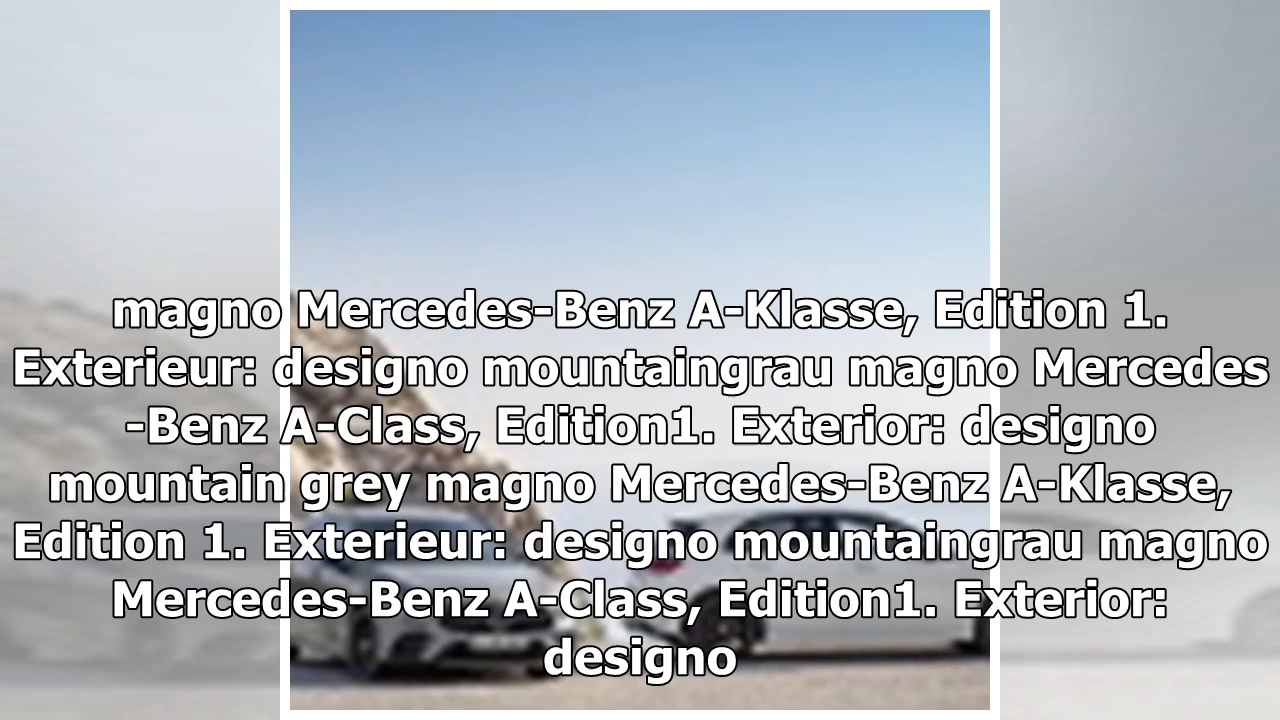 magno Mercedes-Benz A-Klasse, Edition 1.
Exterieur: designo mountaingrau magno Mercedes
-Benz A-Class, Edition1. Exterior: designo
mountain grey magno Mercedes-Benz A-Klasse,
Edition 1. Exterieur: designo mountaingrau magno
Mercedes-Benz A-Class, Edition1. Exterior:
designo